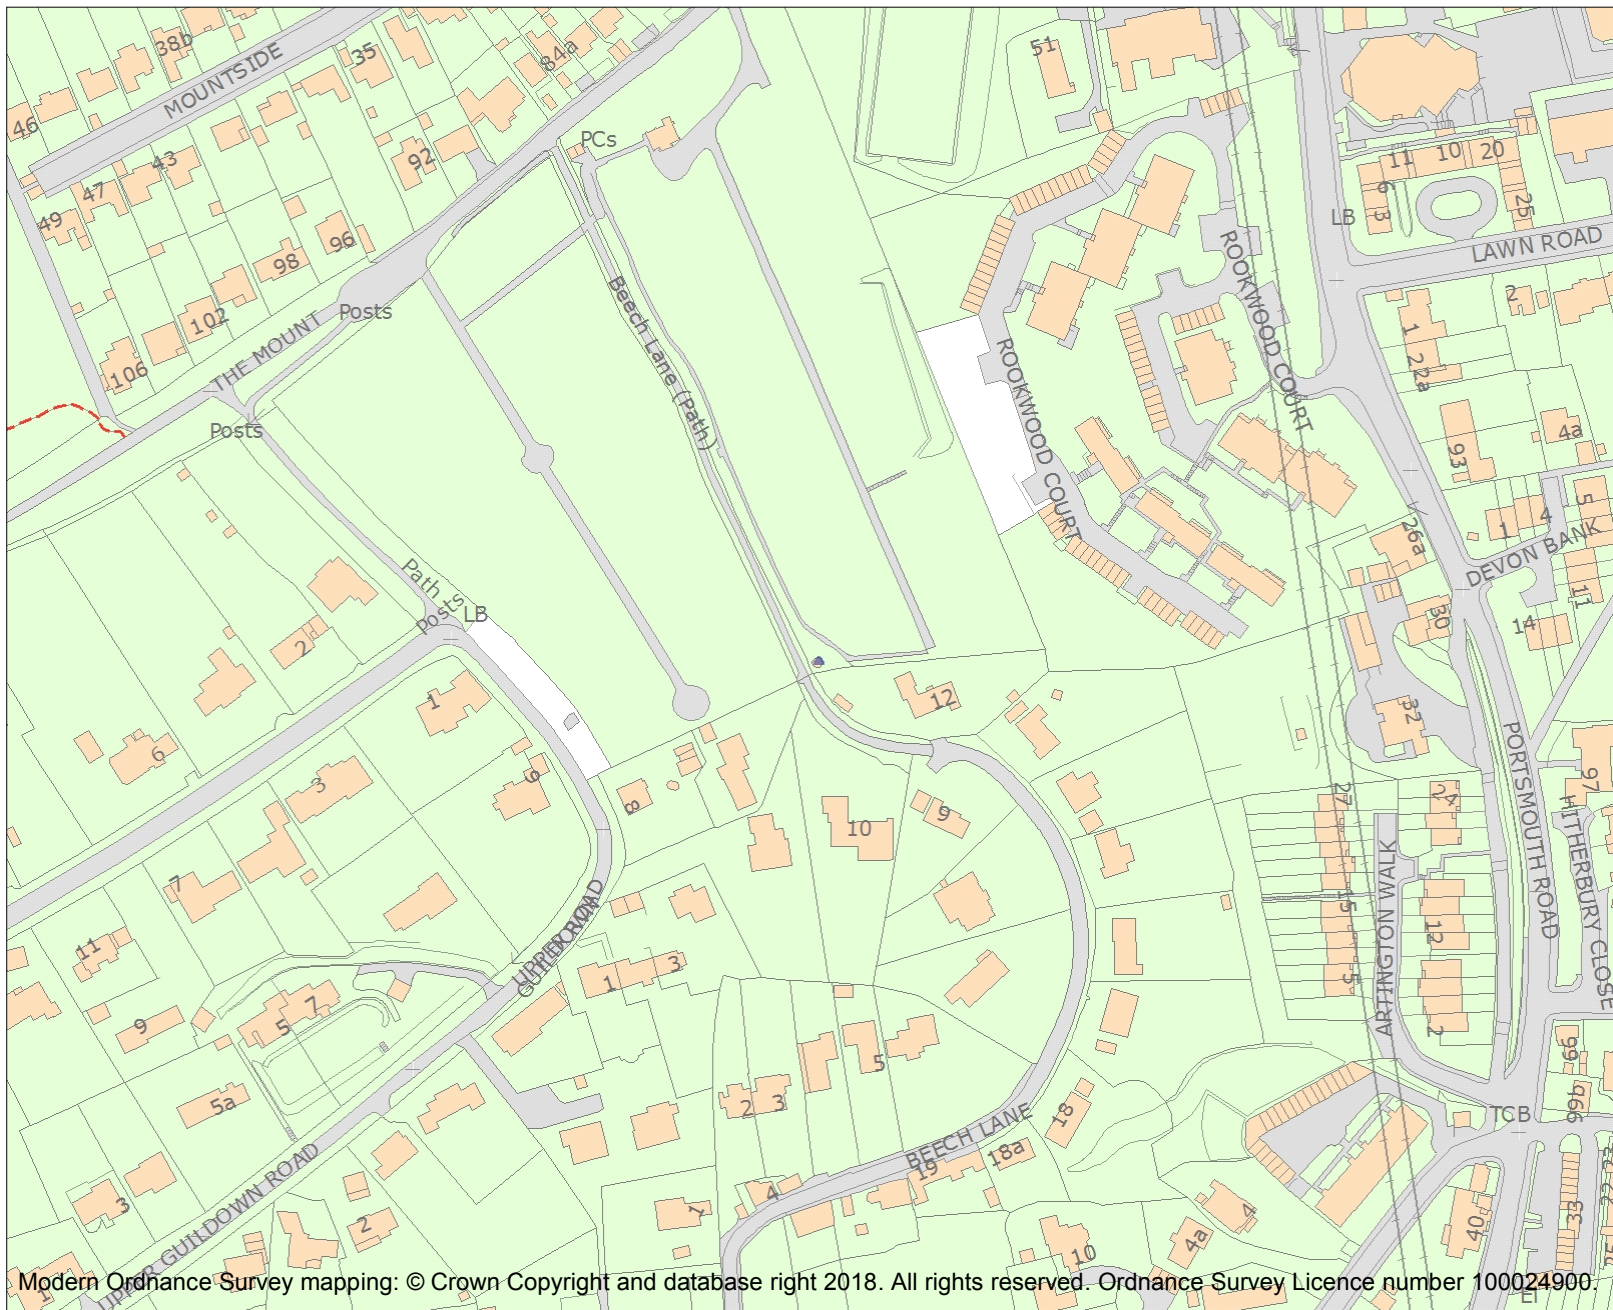 38b
MOUNTSIDE
35
84a
51
46
43
47
49
92
PCs
96
98
102
106
THE MOUNT
Posts
Posts
Beech Lane (Path)
11
10
20
6
3
25
LB
LAWN ROAD
ROOKWOOD COURT
ROOKWOOD COURT
2
1
22a
93
4a
5
4
1
26a
DEVON BANK
11
14
30
32
Path
Posts
LB
2
1
6
3
9
8
12
10
9
7
11
9
7
5
5a
3
2
UPPER GUILDOWN ROAD
1
3
5
2
3
4
BEECH LANE
19
18a
18
1
10
4a
4
27
15
5
24
12
2
ARTINGTON WALK
PORTSMOUTH ROAD
97
HITHERBURY CLOSE
99
99b
TCB
40
33
El
1
Modern Ordnance Survey mapping: © Crown Copyright and database right 2018. All rights reserved. Ordnance Survey Licence number 100024900.